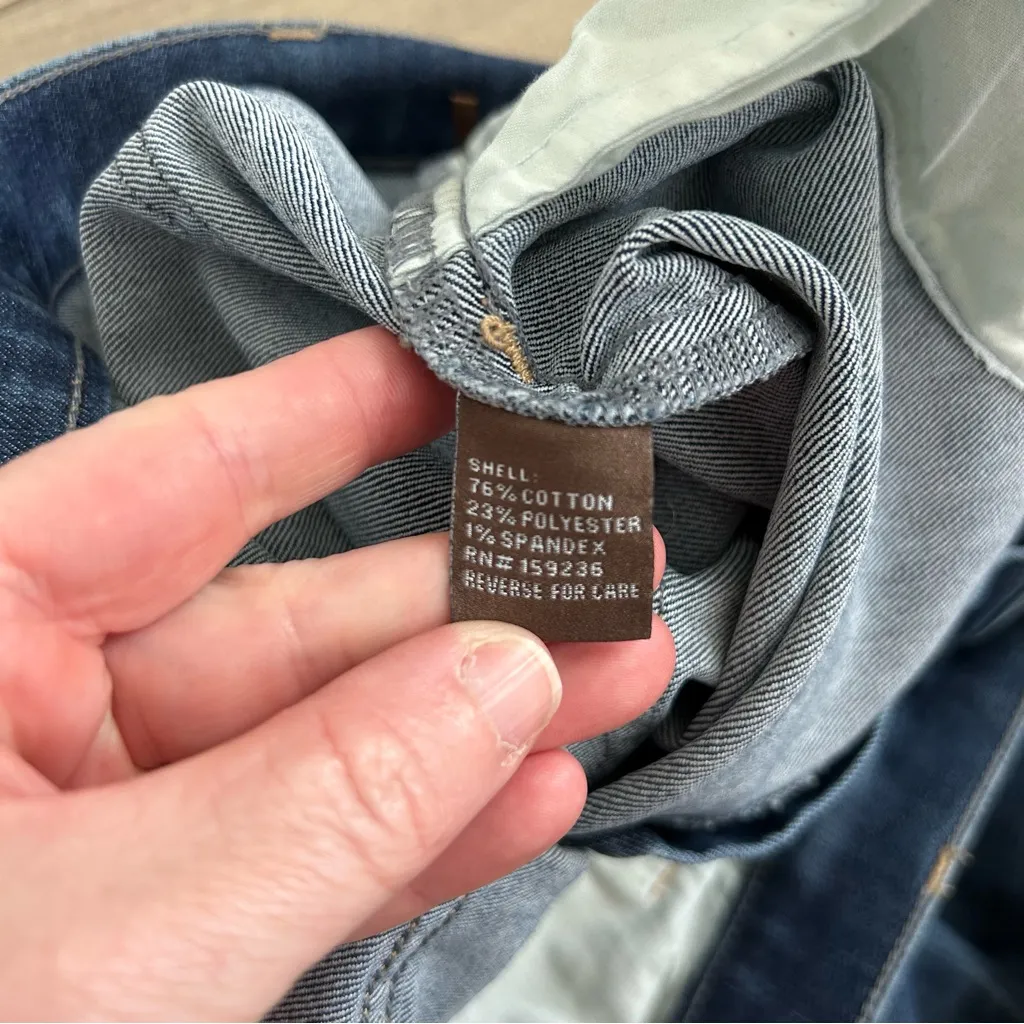 SHELL:
76% COTTON
23% POLYESTER
1% SPANDEX
RN# 159236
REVERSE FOR CARE